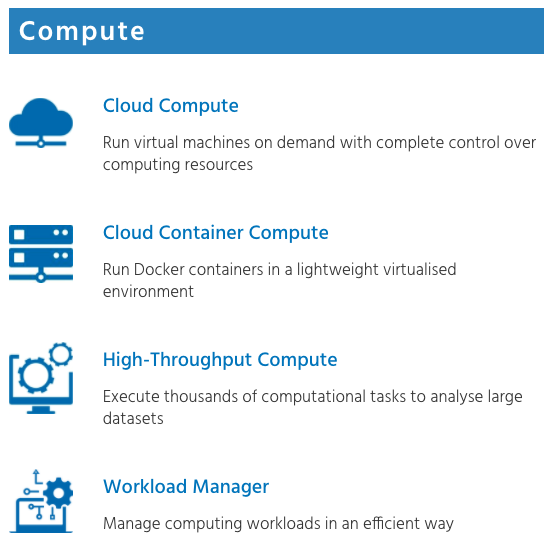 Compute
Cloud Compute
Run virtual machines on demand with complete control over
computing resources
Cloud Container Compute
Run Docker containers in a lightweight virtualised
environment
High-Throughput Compute
Execute thousands of computational tasks to analyse large
datasets
Workload Manager
Manage computing workloads in an efficient way